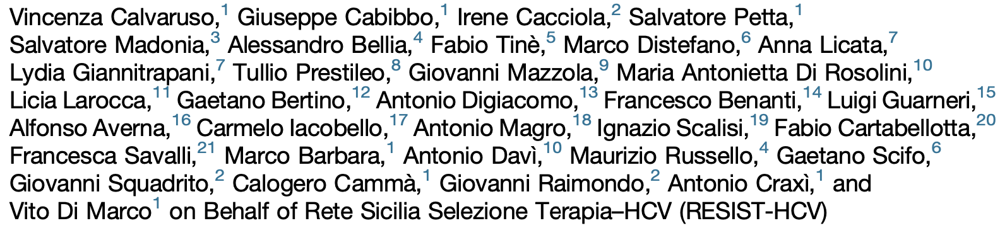 Vincenza Calvaruso,1 Giuseppe Cabibbo,1 Irene Cacciola,2 Salvatore Petta,1
Salvatore Madonia,3 Alessandro Bellia,4 Fabio Tinè,5 Marco Distefano,6 Anna Licata,7
Lydia Giannitrapani,7 Tullio Prestileo,8 Giovanni Mazzola,9 Maria Antonietta Di Rosolini,10
Licia Larocca,11 Gaetano Bertino,12 Antonio Digiacomo,13 Francesco Benanti,14 Luigi Guarneri,15
Alfonso Averna,16 Carmelo Iacobello,17 Antonio Magro,18 Ignazio Scalisi,19 Fabio Cartabellotta,20
Francesca Savalli,21 Marco Barbara,1 Antonio Davì,10 Maurizio Russello,4 Gaetano Scifo,6
Giovanni Squadrito,2 Calogero Cammà,1 Giovanni Raimondo,2 Antonio Craxì,1 and
Vito Di Marco1 on Behalf of Rete Sicilia Selezione Terapia–HCV (RESIST-HCV)